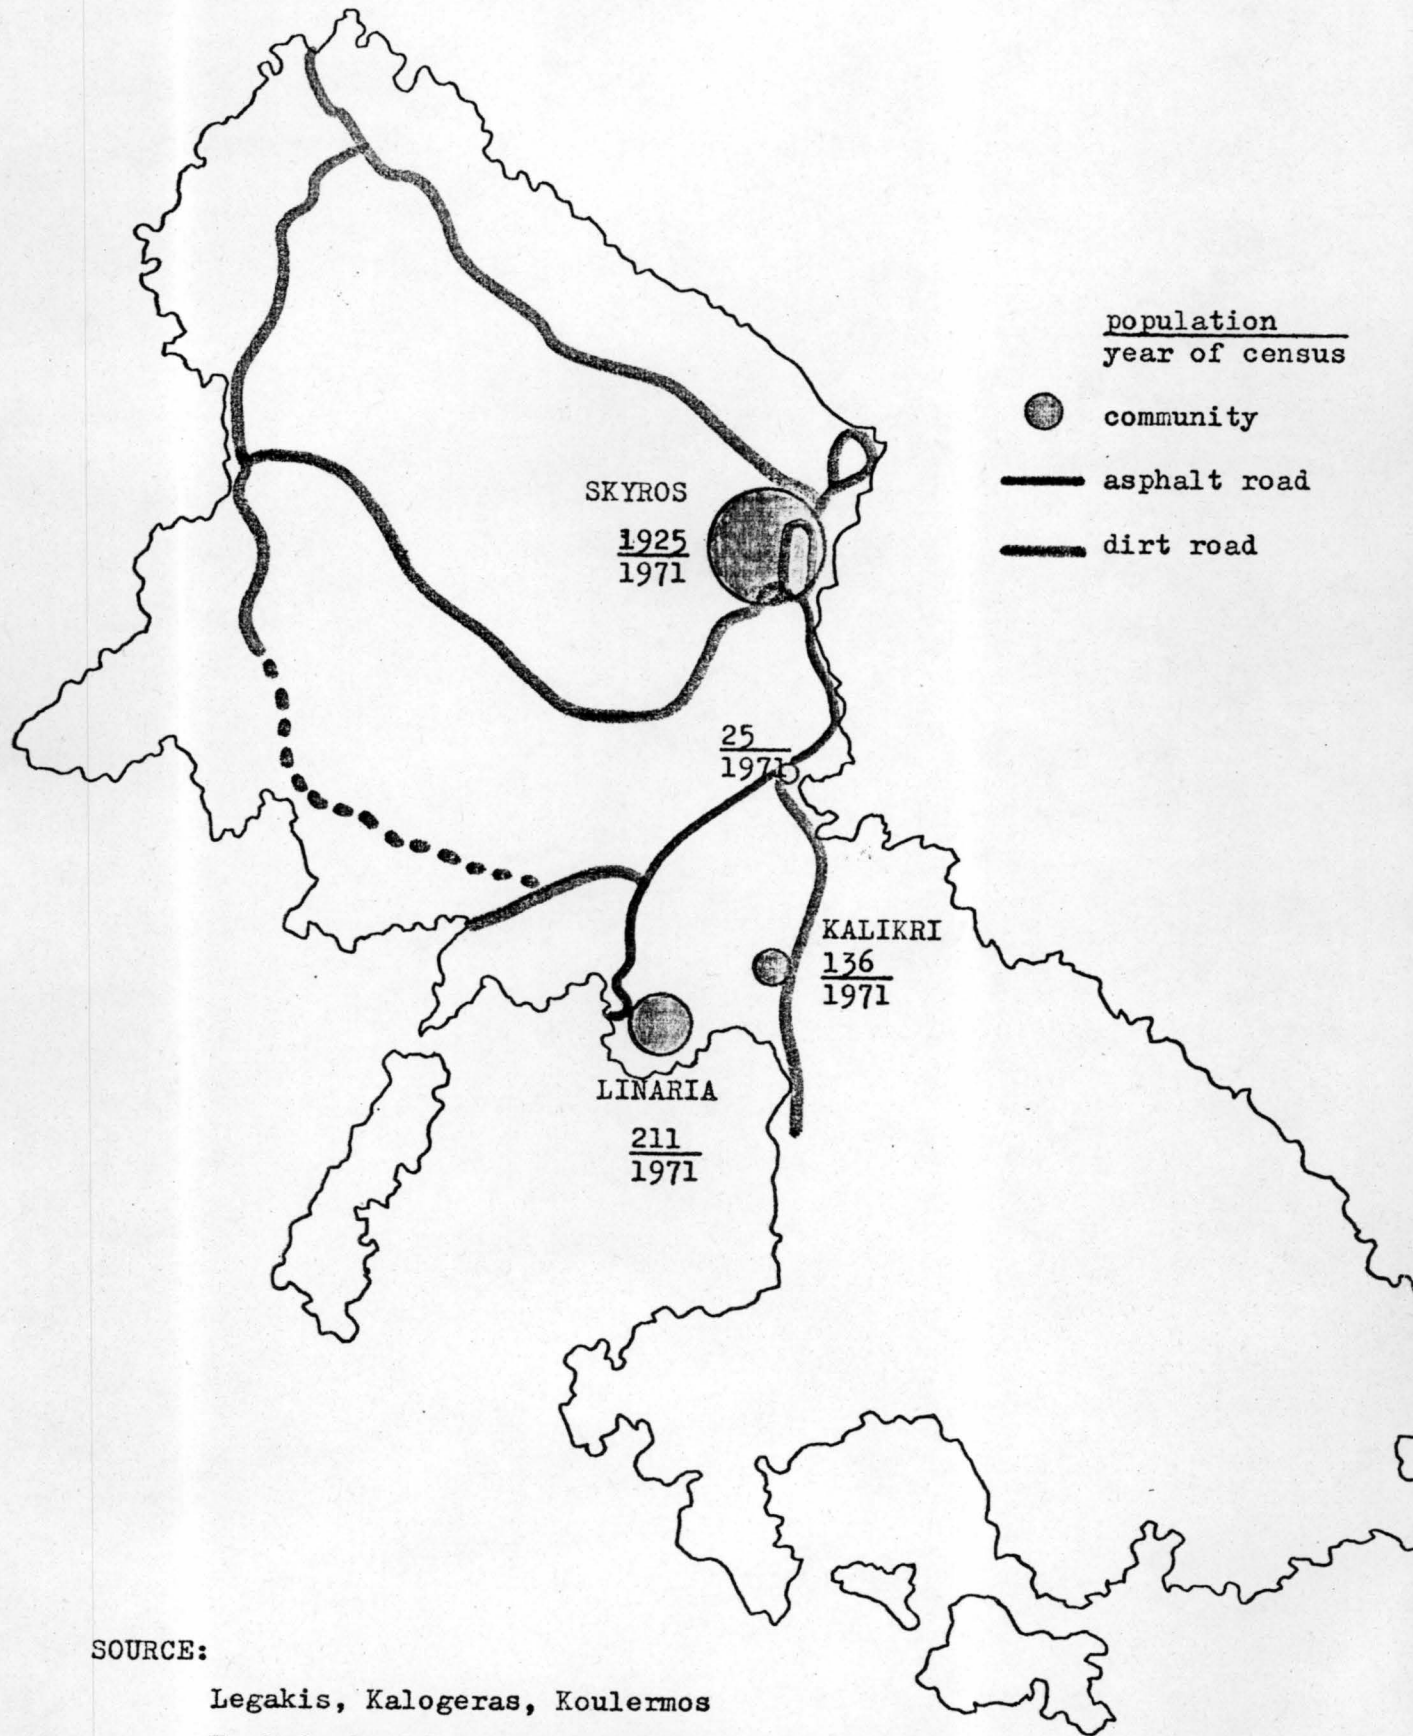 population
year of census
community
asphalt road
dirt road
SKYROS
1925
1971
25
1971
KALIKRI
136
1971
LINARIA
211
1971
SOURCE:
Legakis, Kalogeras, Koulermos